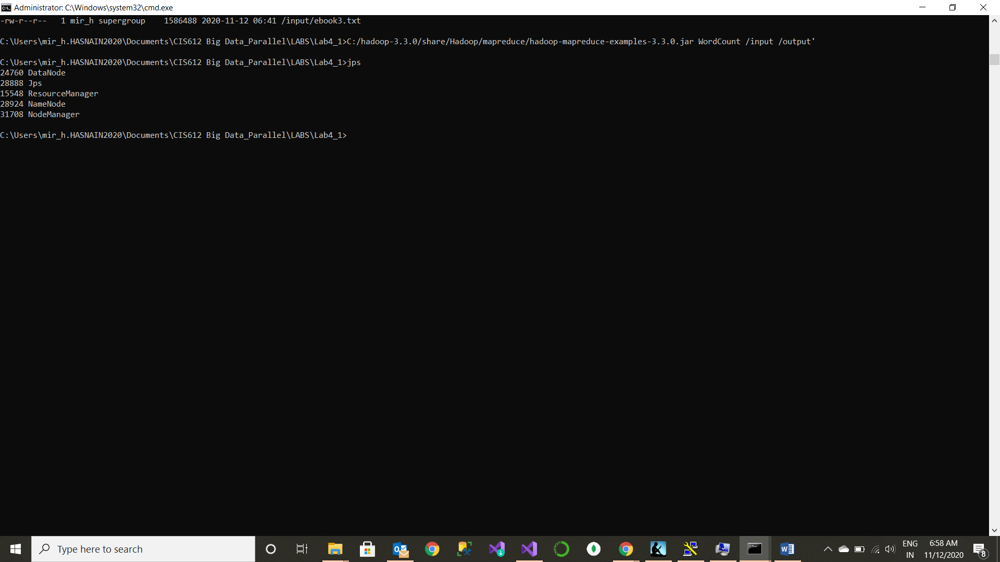 Administrator: C:\Windows\system32\cmd.exe
-rw-r--r--   1 mir_h supergroup    1586488 2020-11-12 06:41 /input/ebook3.txt
C:\Users\mir_h.HASNAIN2020\Documents\CIS612 Big Data_Parallel\LABS\Lab4_1>C:/hadoop-3.3.0/share/Hadoop/mapreduce/hadoop-mapreduce-examples-3.3.0.jar WordCount /input /output'
C:\Users\mir_h.HASNAIN2020\Documents\CIS612 Big Data_Parallel\LABS\Lab4_1>jps
24760 DataNode
28888 Jps
15548 ResourceManager
28924 NameNode
31708 NodeManager
C:\Users\mir_h.HASNAIN2020\Documents\CIS612 Big Data_Parallel\LABS\Lab4_1>
Type here to search
ENG
IN
6:58 AM
11/12/2020
8